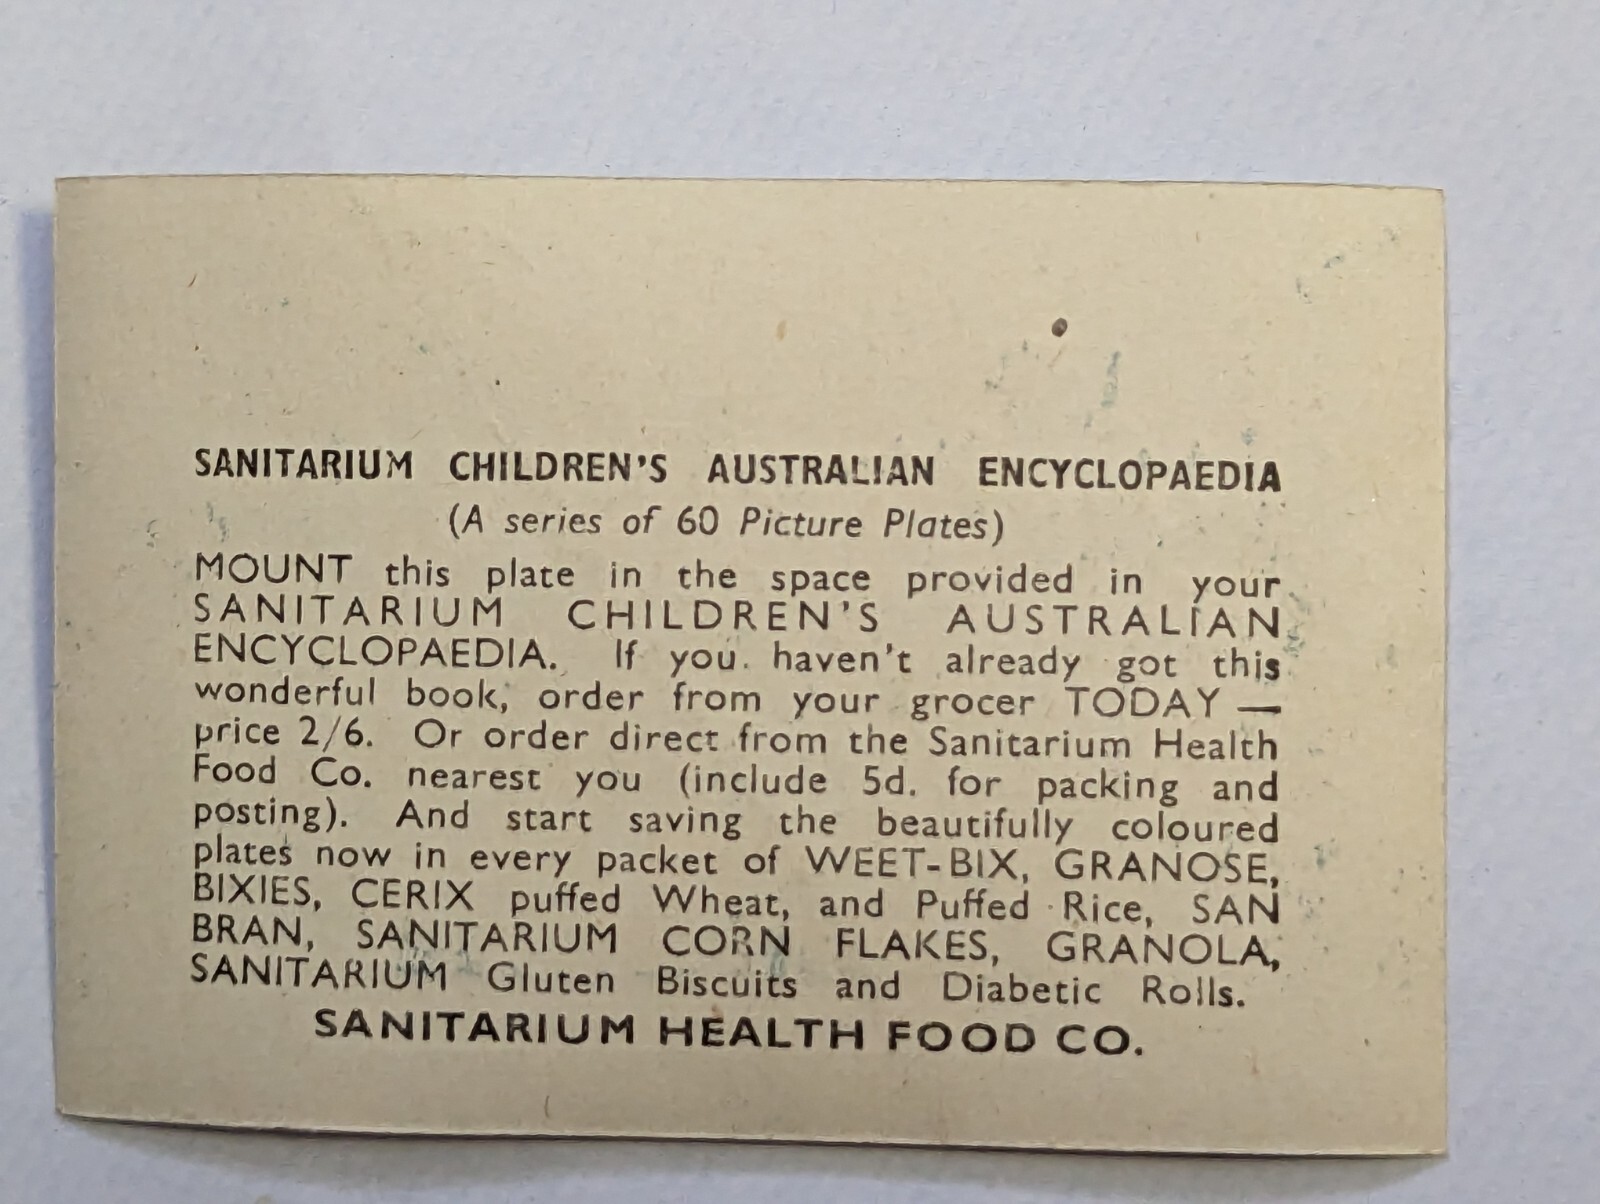 SANITARIUM CHILDREN'S AUSTRALIAN ENCYCLOPAEDIA
(A series of 60 Picture Plates)
MOUNT this plate in the space provided in your
SANITARIUM CHILDREN'S AUSTRALIAN
ENCYCLOPAEDIA. If you haven't already got this
wonderful book, order from your grocer TODAY —
price 2/6. Or order direct from the Sanitarium Health
Food Co. nearest you (include 5d. for packing and
posting). And start saving the beautifully coloured
plates now in every packet of WEET-BIX, GRANOSE,
BIXIES, CERIX puffed Wheat, and Puffed Rice, SAN
BRAN, SANITARIUM CORN FLAKES, GRANOLA,
SANITARIUM Gluten Biscuits and Diabetic Rolls.
SANITARIUM HEALTH FOOD CO.